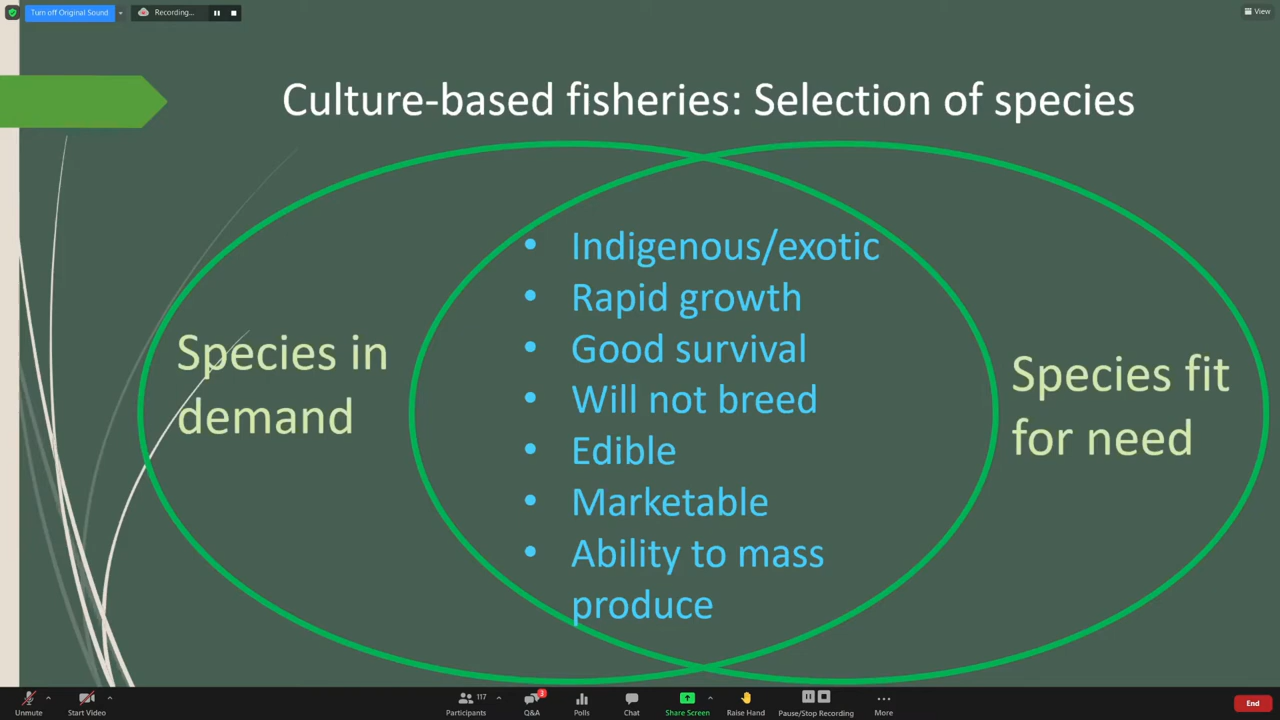 Turn off Original Sound
Recording...
View
Culture-based fisheries: Selection of species
Species in
demand
• Indigenous/exotic
• Rapid growth
• Good survival
• Will not breed
• Edible
• Marketable
• Ability to mass
produce
Species fit
for need
Unmute
Start Video
117
Participants
3
Q&A
Polls
Chat
Share Screen
Raise Hand
Pause/Stop Recording
More
End